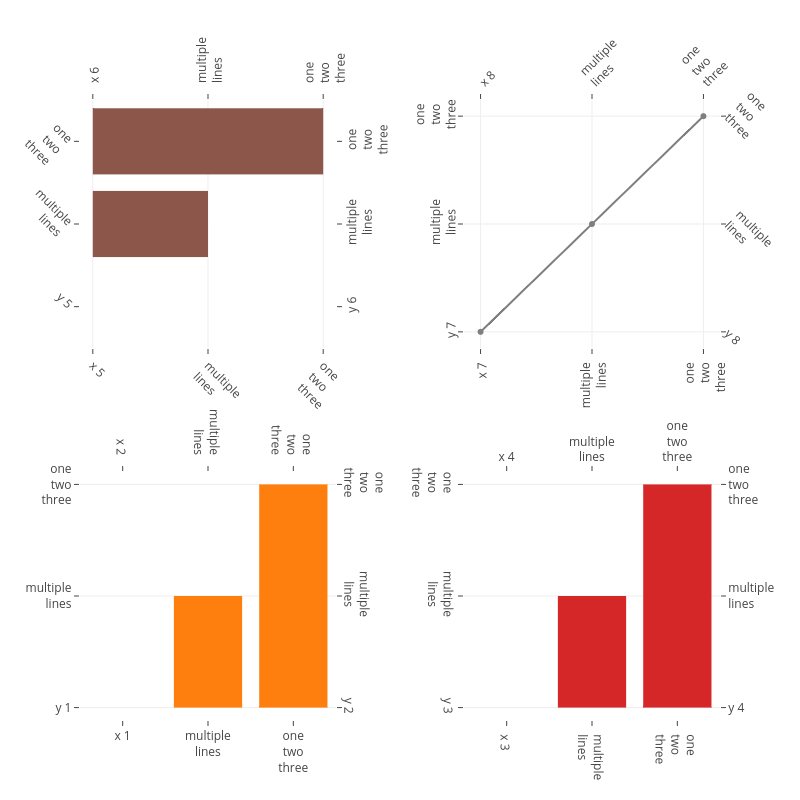 x 6
multiple
lines
one
two
three
one
two
three
multiple
lines
y 5
one
two
three
multiple
lines
y 6
x 5
multiple
lines
one
two
three
x 8
multiple
lines
one
two
three
one
two
three
multiple
lines
y 7
one
two
three
multiple
lines
y 8
x 7
multiple
lines
one
two
three
x 2
multiple
lines
one
two
three
one
two
three
multiple
lines
y 1
one
two
three
multiple
lines
y 2
x 1
multiple
lines
one
two
three
x 4
multiple
lines
one
two
three
one
two
three
multiple
lines
y 3
one
two
three
multiple
lines
y 4
x 3
multiple
lines
one
two
three